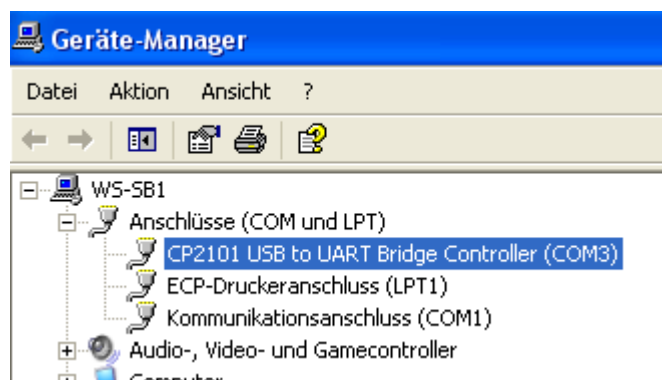 Geräte-Manager
Datei Aktion Ansicht ?
WS-SB1
Anschlüsse (COM und LPT)
CP2101 USB to UART Bridge Controller (COM3)
ECP-Druckeranschluss (LPT1)
Kommunikationsanschluss (COM1)
Audio-, Video- und Gamecontroller
Computer